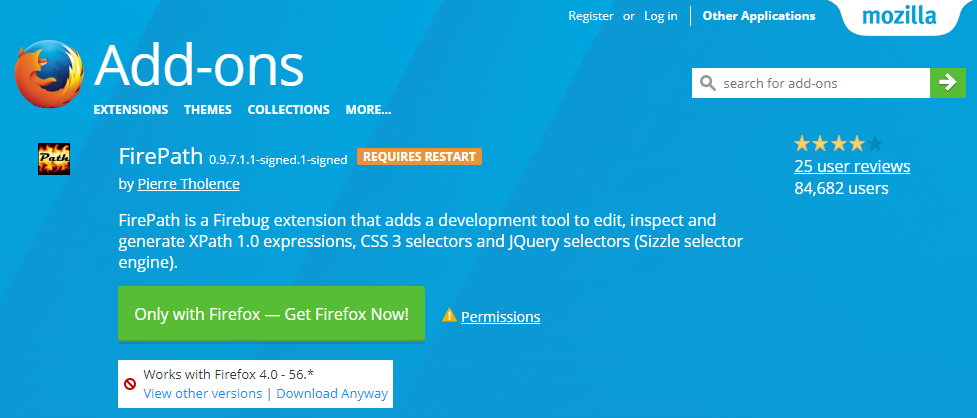 Register or Log in | Other Applications
mozilla
Add-ons
EXTENSIONS THEMES COLLECTIONS MORE...
search for add-ons
Path
FirePath 0.9.7.1.1-signed.1-signed REQUIRES RESTART
by Pierre Tholence
25 user reviews
84,682 users
FirePath is a Firebug extension that adds a development tool to edit, inspect and
generate XPath 1.0 expressions, CSS 3 selectors and JQuery selectors (Sizzle selector
engine).
Only with Firefox — Get Firefox Now!
Permissions
Works with Firefox 4.0 - 56.*
View other versions | Download Anyway